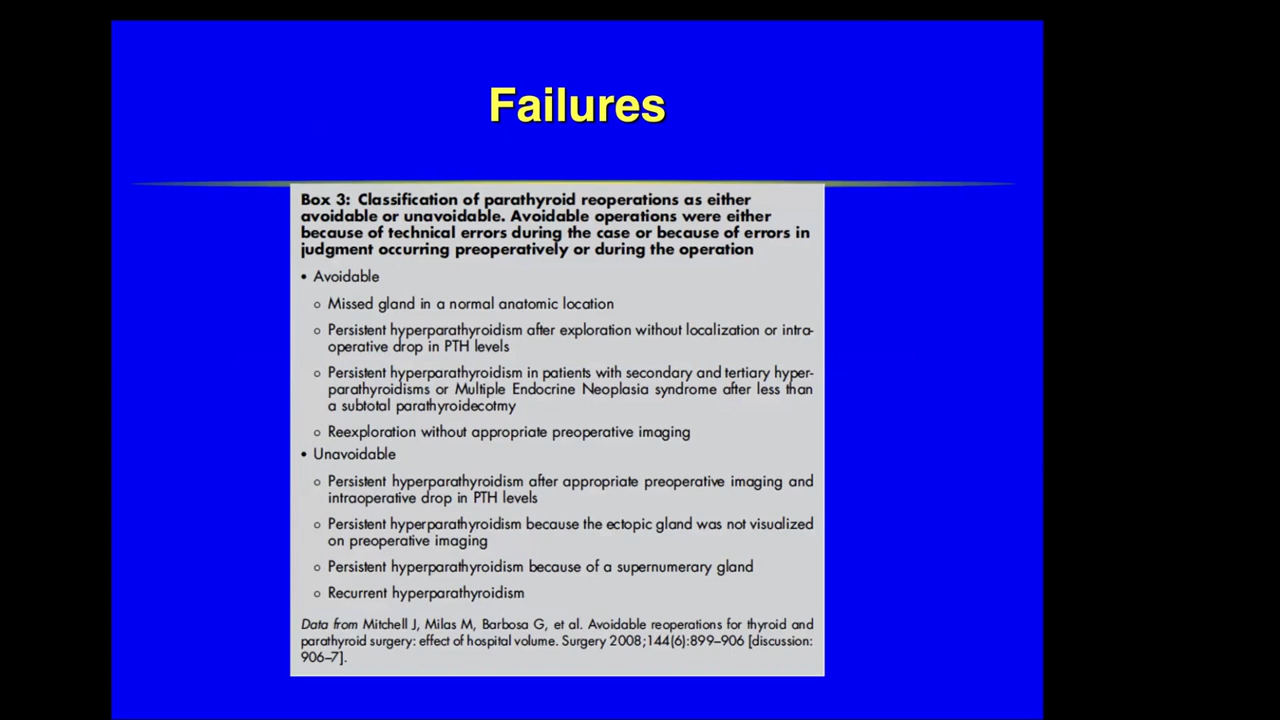 Failures
Box 3: Classification of parathyroid reoperations as either
avoidable or unavoidable. Avoidable operations were either
because of technical errors during the case or because of errors in
judgment occurring preoperatively or during the operation
• Avoidable
○ Missed gland in a normal anatomic location
○ Persistent hyperparathyroidism after exploration without localization or intra-
operative drop in PTH levels
○ Persistent hyperparathyroidism in patients with secondary and tertiary hyper-
parathyroidisms or Multiple Endocrine Neoplasia syndrome after less than
a subtotal parathyroidecotmy
○ Reexploration without appropriate preoperative imaging
• Unavoidable
○ Persistent hyperparathyroidism after appropriate preoperative imaging and
intraoperative drop in PTH levels
○ Persistent hyperparathyroidism because the ectopic gland was not visualized
on preoperative imaging
○ Persistent hyperparathyroidism because of a supernumerary gland
○ Recurrent hyperparathyroidism
Data from Mitchell J, Milas M, Barbosa G, et al. Avoidable reoperations for thyroid and
parathyroid surgery: effect of hospital volume. Surgery 2008;144(6):899–906 [discussion:
906–7].